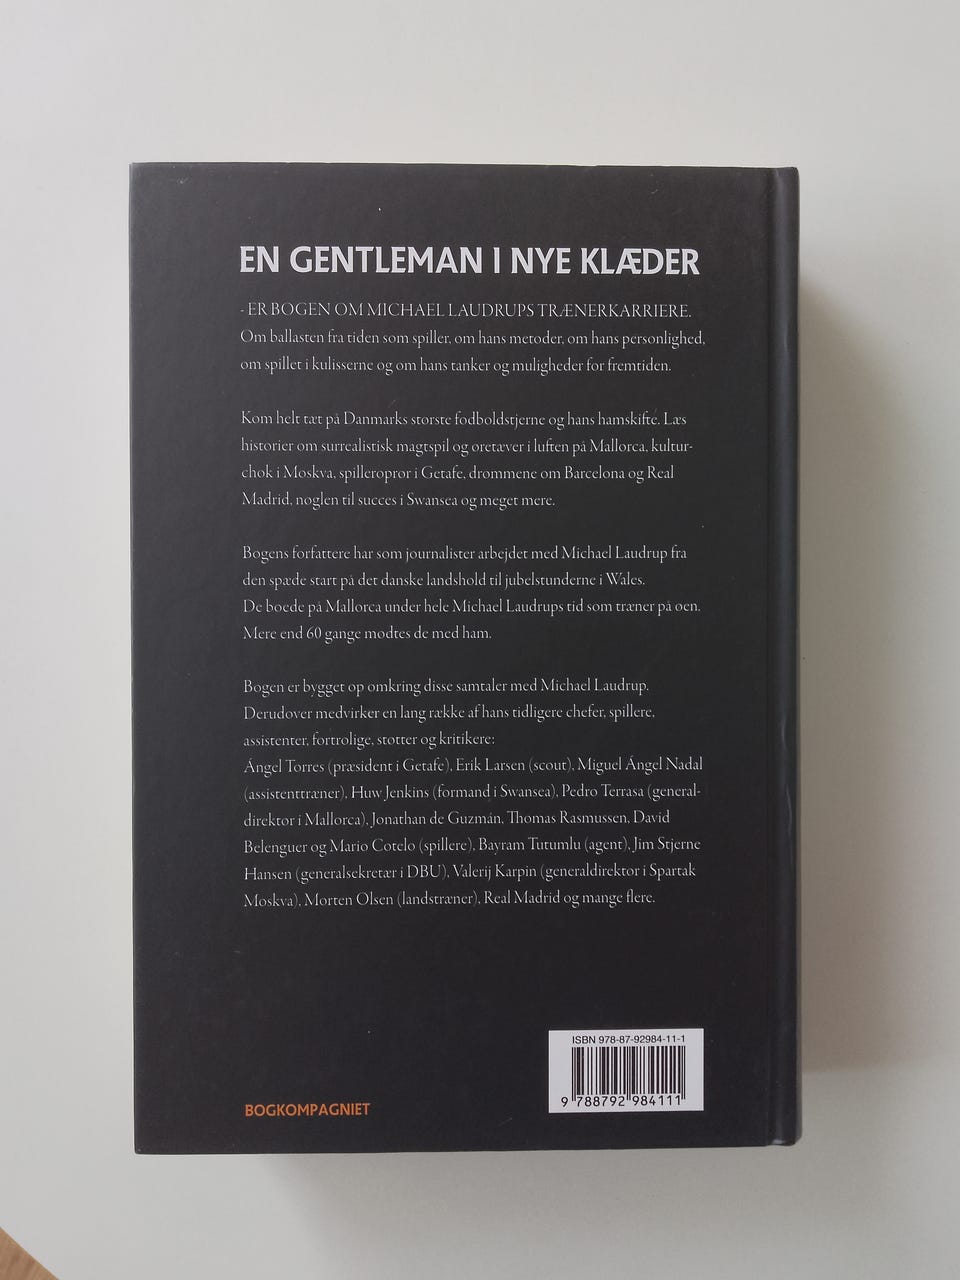 EN GENTLEMAN I NYE KLÆDER
- ER BOGEN OM MICHAEL LAUDRUPS TRÆNERKARRIERE.
Om ballasten fra tiden som spiller, om hans metoder, om hans personlighed,
om spillet i kulisserne og om hans tanker og muligheder for fremtiden.
Kom helt tæt på Danmarks største fodboldstjerne og hans hamskifte. Læs
historier om surrealistisk magtspil og øretæver i luften på Mallorca, kultur-
chok i Moskva, spilleroprør i Getafe, drømmene om Barcelona og Real
Madrid, nøglen til succes i Swansea og meget mere.
Bogens forfattere har som journalister arbejdet med Michael Laudrup fra
den spæde start på det danske landshold til jubelstunderne i Wales.
De boede på Mallorca under hele Michael Laudrups tid som træner på øen.
Mere end 60 gange mødtes de med ham.
Bogen er bygget op omkring disse samtaler med Michael Laudrup.
Derudover medvirker en lang række af hans tidligere chefer, spillere,
assistenter, fortrolige, støtter og kritikere:
Ángel Torres (præsident i Getafe), Erik Larsen (scout), Miguel Ángel Nadal
(assistenttræner), Huw Jenkins (formand i Swansea), Pedro Terrasa (general-
direktør i Mallorca), Jonathan de Guzmán, Thomas Rasmussen, David
Belenguer og Mario Cotelo (spillere), Bayram Tutumlu (agent), Jim Stjerne
Hansen (generalsekretær i DBU), Valerij Karpin (generaldirektør i Spartak
Moskva), Morten Olsen (landstræner), Real Madrid og mange flere.
ISBN 978-87-92984-11-1
9 788792 984111
BOGKOMPAGNIET